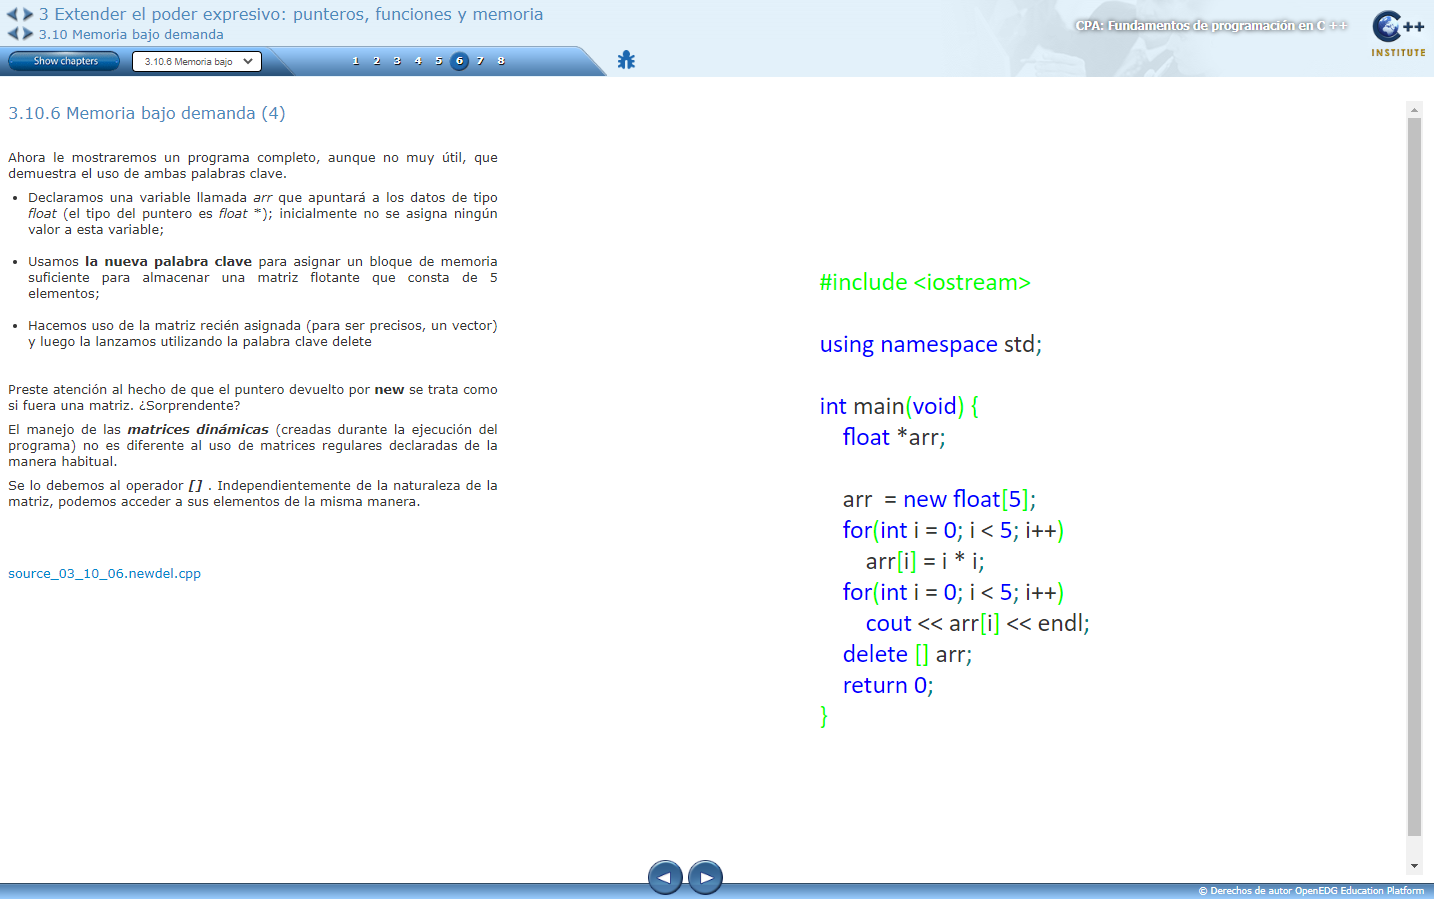 3 Extender el poder expresivo: punteros, funciones y memoria
3.10 Memoria bajo demanda
CPA: Fundamentos de programación en C ++
C++
INSTITUTE
Show chapters
3.10.6 Memoria bajo
1 2 3 4 5 6 7 8
3.10.6 Memoria bajo demanda (4)
Ahora le mostraremos un programa completo, aunque no muy útil, que
demuestra el uso de ambas palabras clave.
• Declaramos una variable llamada arr que apuntará a los datos de tipo
float (el tipo del puntero es float *); inicialmente no se asigna ningún
valor a esta variable;
• Usamos la nueva palabra clave para asignar un bloque de memoria
suficiente para almacenar una matriz flotante que consta de 5
elementos;
• Hacemos uso de la matriz recién asignada (para ser precisos, un vector)
y luego la lanzamos utilizando la palabra clave delete
Preste atención al hecho de que el puntero devuelto por new se trata como
si fuera una matriz. ¿Sorprendente?
El manejo de las matrices dinámicas (creadas durante la ejecución del
programa) no es diferente al uso de matrices regulares declaradas de la
manera habitual.
Se lo debemos al operador [] . Independientemente de la naturaleza de la
matriz, podemos acceder a sus elementos de la misma manera.
source_03_10_06.newdel.cpp
#include <iostream>
using namespace std;
int main(void) {
float *arr;
arr = new float[5];
for(int i = 0; i < 5; i++)
arr[i] = i * i;
for(int i = 0; i < 5; i++)
cout << arr[i] << endl;
delete [] arr;
return 0;
}
© Derechos de autor OpenEDG Education Platform